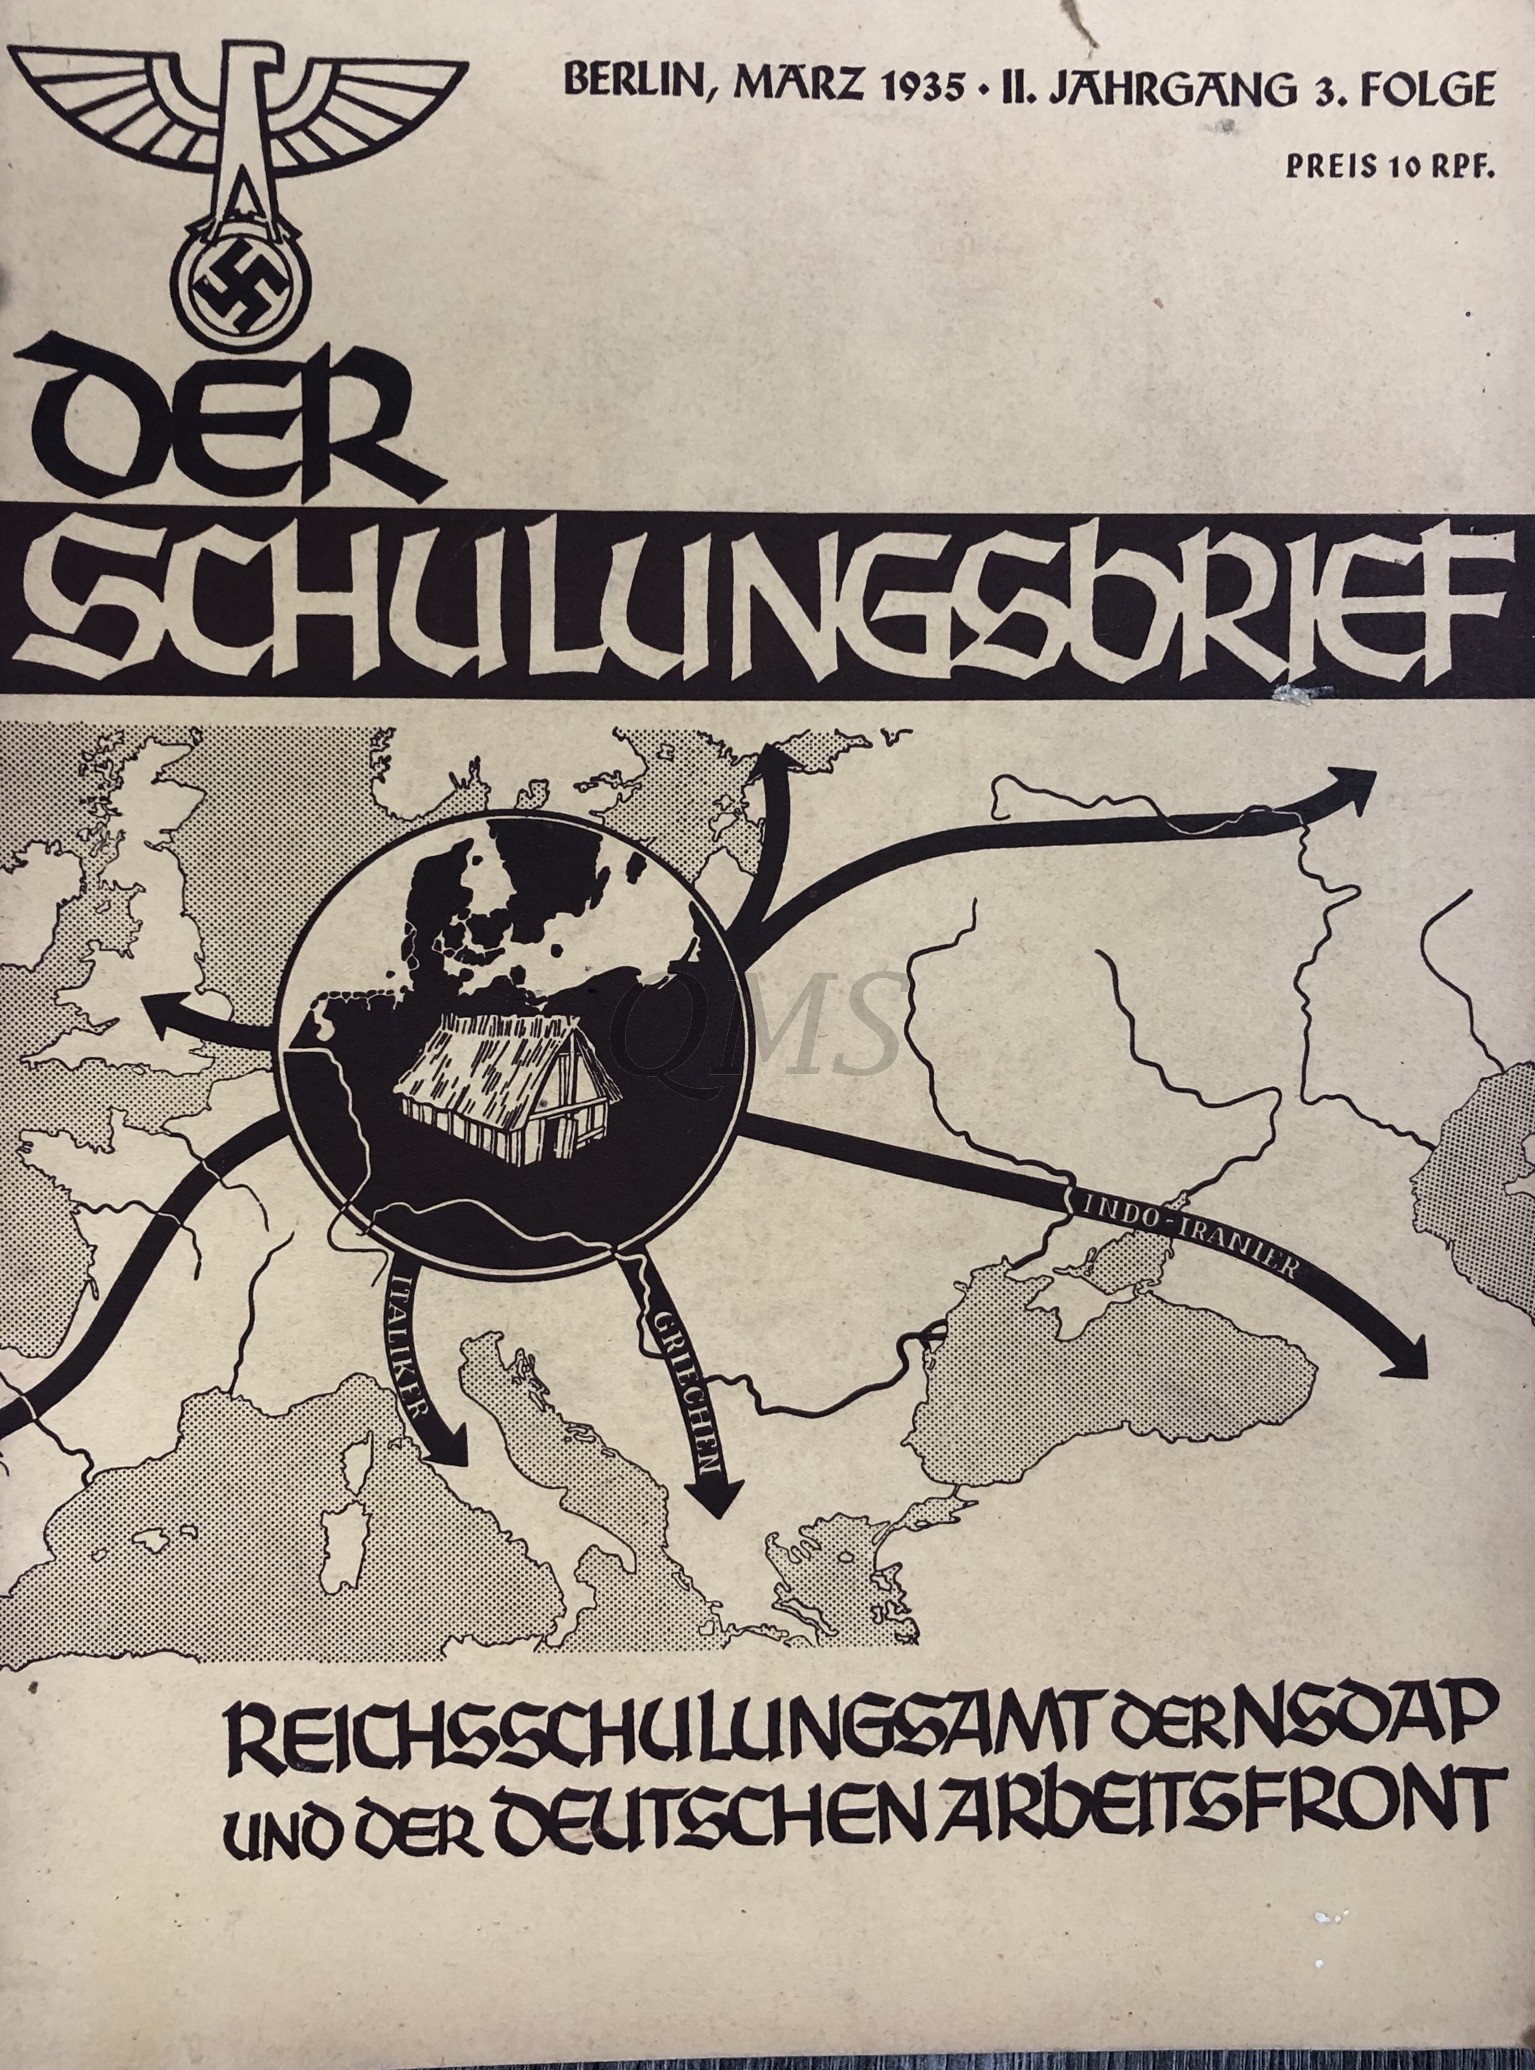 BERLIN, MÄRZ 1935 · II. JAHRGANG 3. FOLGE
PREIS 10 RPF.
DER
SCHULUNGSBRIEF
QMS
INDO-IRANIER
ITALIKER
GRIECHEN
REICHSSCHULUNGSAMT DER NSDAP
UND DER DEUTSCHEN ARBEITSFRONT